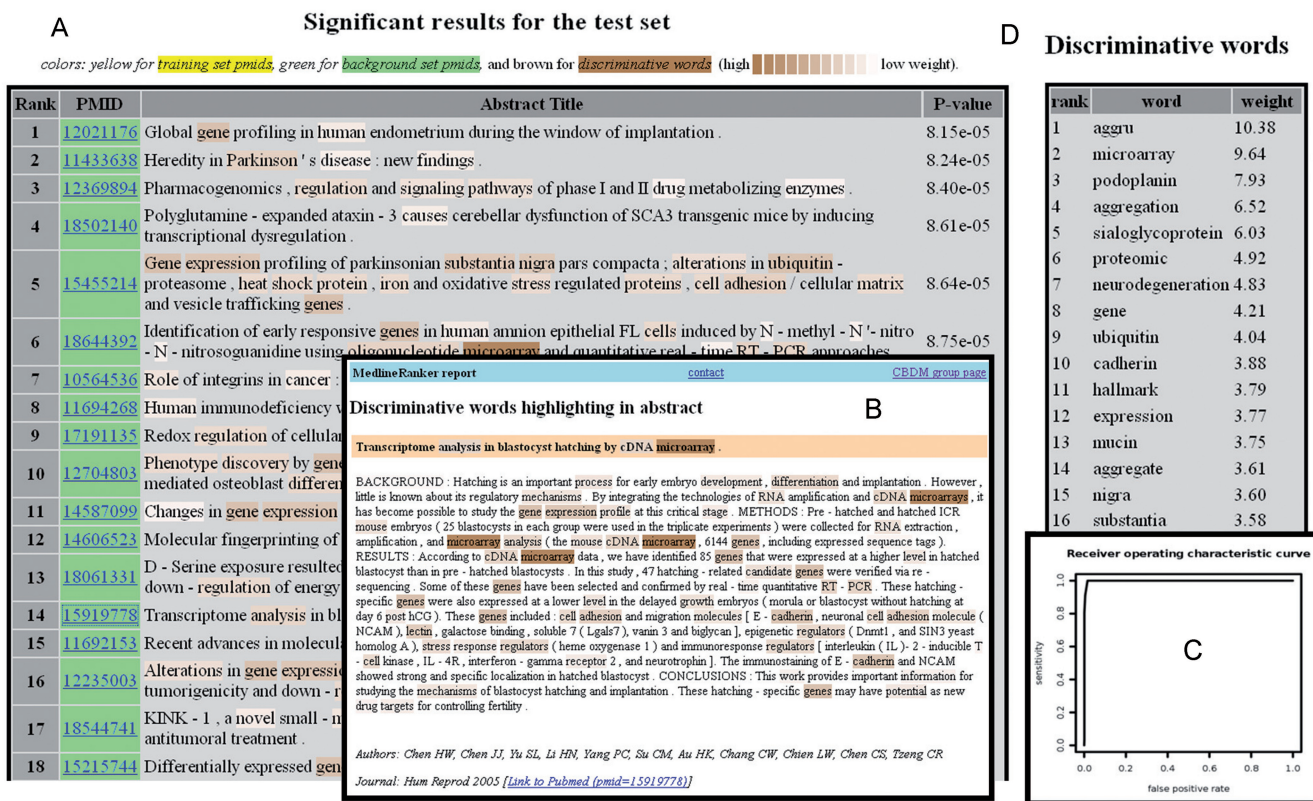 A
Significant results for the test set
colors: yellow for training set pmids, green for background set pmids, and brown for discriminative words (high low weight).
Rank PMID Abstract Title P-value
1 12021176 Global gene profiling in human endometrium during the window of implantation . 8.15e-05
2 11433638 Heredity in Parkinson ' s disease : new findings . 8.24e-05
3 12369894 Pharmacogenomics , regulation and signaling pathways of phase I and II drug metabolizing enzymes . 8.40e-05
4 18502140 Polyglutamine - expanded ataxin - 3 causes cerebellar dysfunction of SCA3 transgenic mice by inducing
transcriptional dysregulation . 8.61e-05
5 15455214 Gene expression profiling of parkinsonian substantia nigra pars compacta ; alterations in ubiquitin -
proteasome , heat shock protein , iron and oxidative stress regulated proteins , cell adhesion / cellular matrix
and vesicle trafficking genes . 8.64e-05
6 18644392 Identification of early responsive genes in human amnion epithelial FL cells induced by N - methyl - N '- nitro
- N - nitrosoguanidine using oligonucleotide microarray and quantitative real - time RT - PCR approaches 8.75e-05
7 10564536 Role of integrins in cancer :
8 11694268 Human immunodeficiency
9 17191135 Redox regulation of cellular
10 12704803 Phenotype discovery by gene
mediated osteoblast differen
11 14587099 Changes in gene expression
12 14606523 Molecular fingerprinting of
13 18061331 D - Serine exposure resulted
down - regulation of energy
14 15919778 Transcriptome analysis in bl
15 11692153 Recent advances in molecula
16 12235003 Alterations in gene expressio
tumorigenicity and down - r
17 18544741 KINK - 1 , a novel small - m
antitumoral treatment .
18 15215744 Differentially expressed gen
MedlineRanker report contact CBDM group page
Discriminative words highlighting in abstract
B
Transcriptome analysis in blastocyst hatching by cDNA microarray .
BACKGROUND : Hatching is an important process for early embryo development , differentiation and implantation . However ,
little is known about its regulatory mechanisms . By integrating the technologies of RNA amplification and cDNA microarrays , it
has become possible to study the gene expression profile at this critical stage . METHODS : Pre - hatched and hatched ICR
mouse embryos ( 25 blastocysts in each group were used in the triplicate experiments ) were collected for RNA extraction ,
amplification , and microarray analysis ( the mouse cDNA microarray , 6144 genes , including expressed sequence tags ) .
RESULTS : According to cDNA microarray data , we have identified 85 genes that were expressed at a higher level in hatched
blastocyst than in pre - hatched blastocysts . In this study , 47 hatching - related candidate genes were verified via re -
sequencing . Some of these genes have been selected and confirmed by real - time quantitative RT - PCR . These hatching -
specific genes were also expressed at a lower level in the delayed growth embryos ( morula or blastocyst without hatching at
day 6 post hCG ) . These genes included : cell adhesion and migration molecules [ E - cadherin , neuronal cell adhesion molecule (
NCAM ) , lectin , galactose binding , soluble 7 ( Lgals7 ) , vanin 3 and biglycan ] , epigenetic regulators ( Dnmt1 , and SIN3 yeast
homolog A ) , stress response regulators ( heme oxygenase 1 ) and immunoresponse regulators [ interleukin ( IL )- 2 - inducible T
- cell kinase , IL - 4R , interferon - gamma receptor 2 , and neurotrophin ] . The immunostaining of E - cadherin and NCAM
showed strong and specific localization in hatched blastocyst . CONCLUSIONS : This work provides important information for
studying the mechanisms of blastocyst hatching and implantation . These hatching - specific genes may have potential as new
drug targets for controlling fertility .
Authors: Chen HW, Chen JJ, Yu SL, Li HN, Yang PC, Su CM, Au HK, Chang CW, Chien LW, Chen CS, Tzeng CR
Journal: Hum Reprod 2005 [Link to Pubmed (pmid=15919778)]
D
Discriminative words
rank word weight
1 aggru 10.38
2 microarray 9.64
3 podoplanin 7.93
4 aggregation 6.52
5 sialoglycoprotein 6.03
6 proteomic 4.92
7 neurodegeneration 4.83
8 gene 4.21
9 ubiquitin 4.04
10 cadherin 3.88
11 hallmark 3.79
12 expression 3.77
13 mucin 3.75
14 aggregate 3.61
15 nigra 3.60
16 substantia 3.58
Receiver operating characteristic curve
C
sensitivity
0.0 0.2 0.4 0.6 0.8 1.0
0.0 0.2 0.4 0.6 0.8 1.0
false positive rate